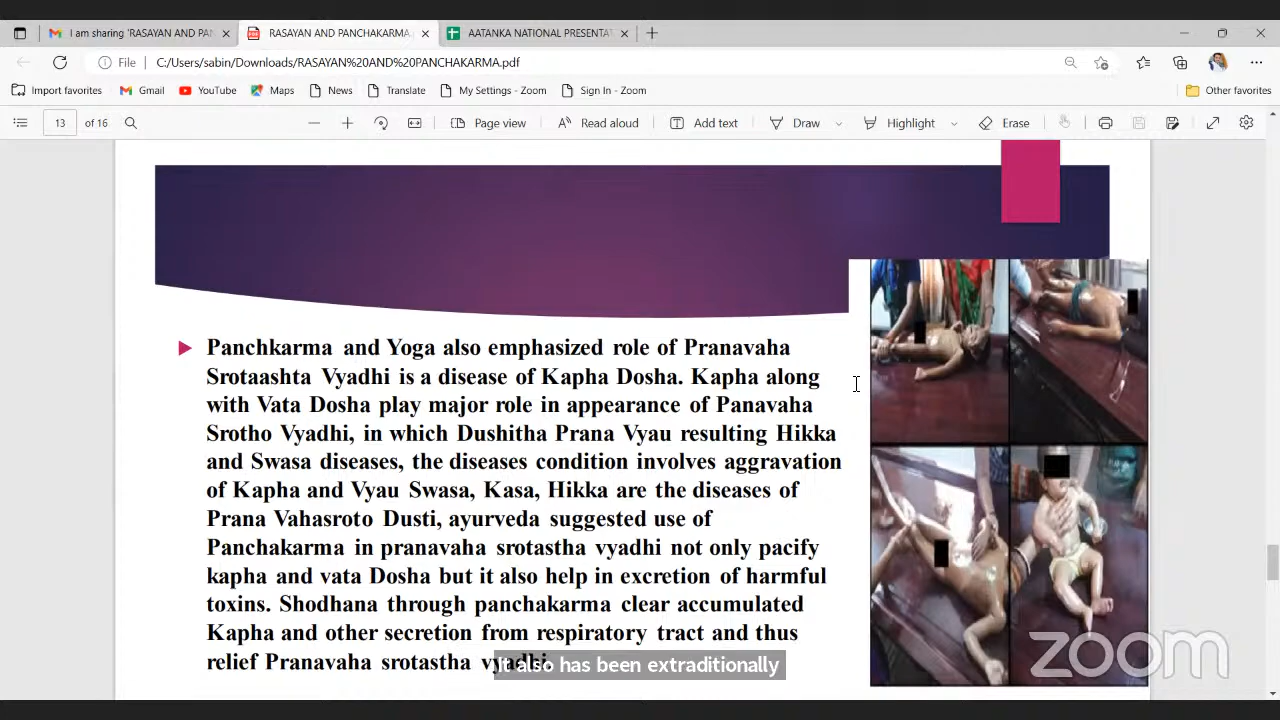 I am sharing 'RASAYAN AND PAN
RASAYAN AND PANCHAKARMA
AATANKA NATIONAL PRESENTAT
File
C:/Users/sabin/Downloads/RASAYAN%20AND%20PANCHAKARMA.pdf
Import favorites
Gmail
YouTube
Maps
News
Translate
My Settings - Zoom
Sign In - Zoom
Other favorites
13 of 16
Page view
Read aloud
Add text
Draw
Highlight
Erase
Panchkarma and Yoga also emphasized role of Pranavaha
Srotaashta Vyadhi is a disease of Kapha Dosha. Kapha along
with Vata Dosha play major role in appearance of Panavaha
Srotho Vyadhi, in which Dushitha Prana Vyau resulting Hikka
and Swasa diseases, the diseases condition involves aggravation
of Kapha and Vyau Swasa, Kasa, Hikka are the diseases of
Prana Vahasroto Dusti, ayurveda suggested use of
Panchakarma in pranavaha srotastha vyadhi not only pacify
kapha and vata Dosha but it also help in excretion of harmful
toxins. Shodhana through panchakarma clear accumulated
Kapha and other secretion from respiratory tract and thus
relief Pranavaha srotastha vyadhi.
it also has been extraditionally
zoom